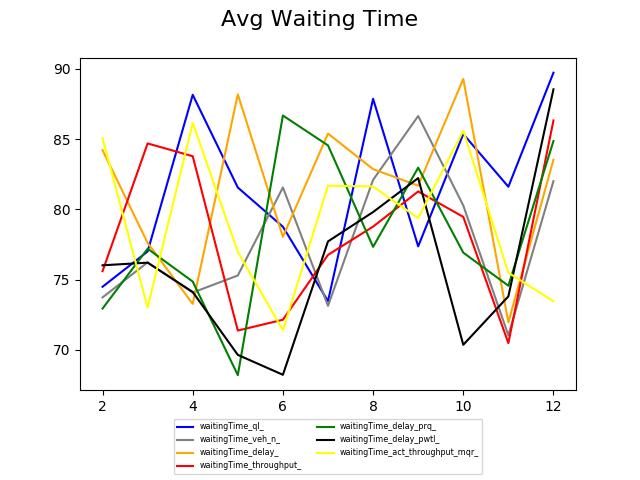 Avg Waiting Time
90
85
80
75
70
2 4 6 8 10 12
waitingTime_ql_
waitingTime_veh_n_
waitingTime_delay_
waitingTime_throughput_
waitingTime_delay_prq_
waitingTime_delay_pwtl_
waitingTime_act_throughput_mqr_